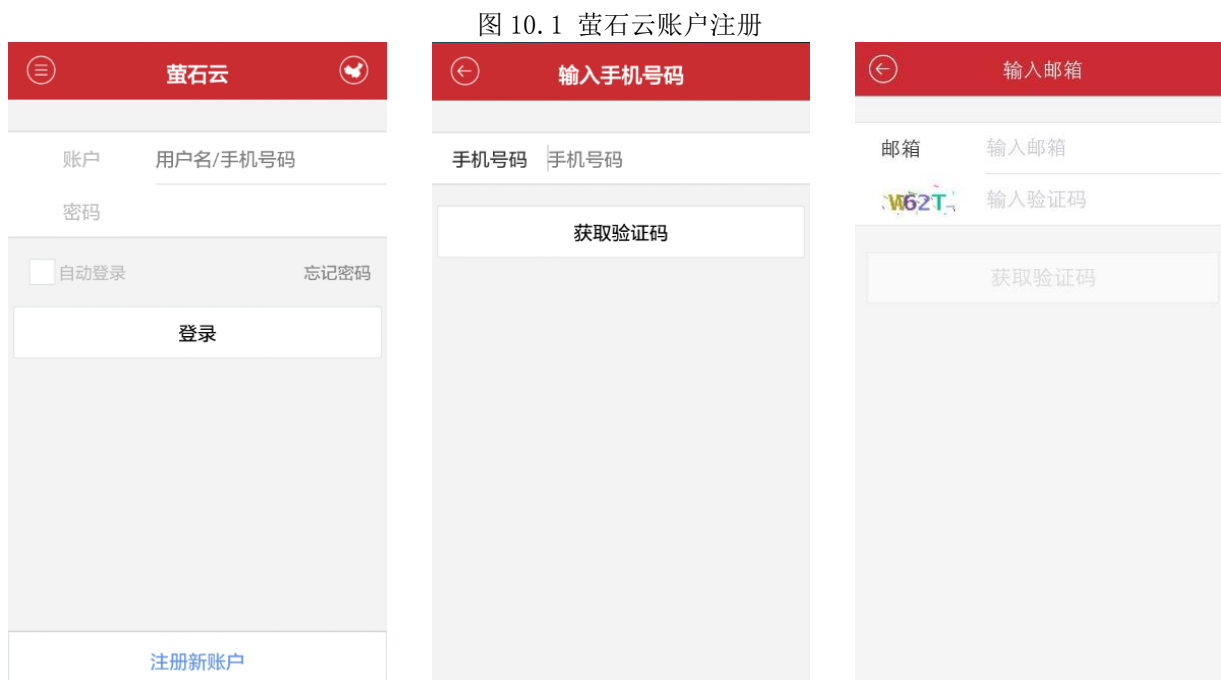 图 10.1 萤石云账户注册
萤石云
账户 用户名/手机号码
密码
自动登录 忘记密码
登录
注册新账户
输入手机号码
手机号码 手机号码
获取验证码
输入邮箱
邮箱 输入邮箱
W62T 输入验证码
获取验证码